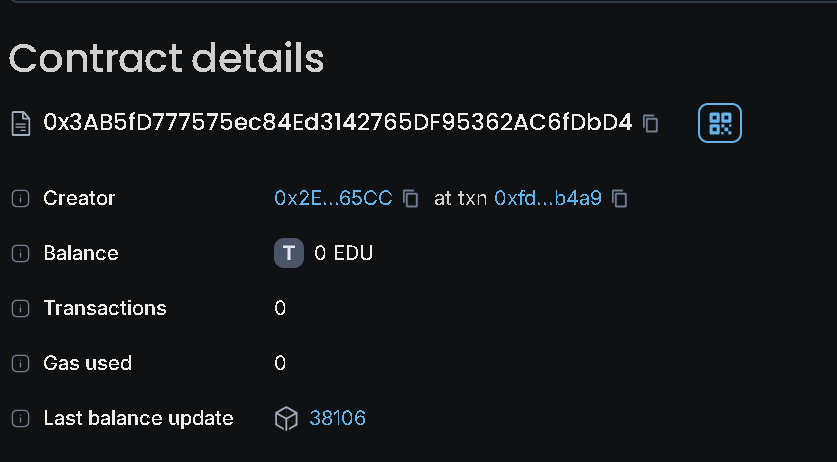 Contract details
0x3AB5fD777575ec84Ed3142765DF95362AC6fDbD4
Creator 0x2E...65CC at txn 0xfd...b4a9
Balance T 0 EDU
Transactions 0
Gas used 0
Last balance update 38106